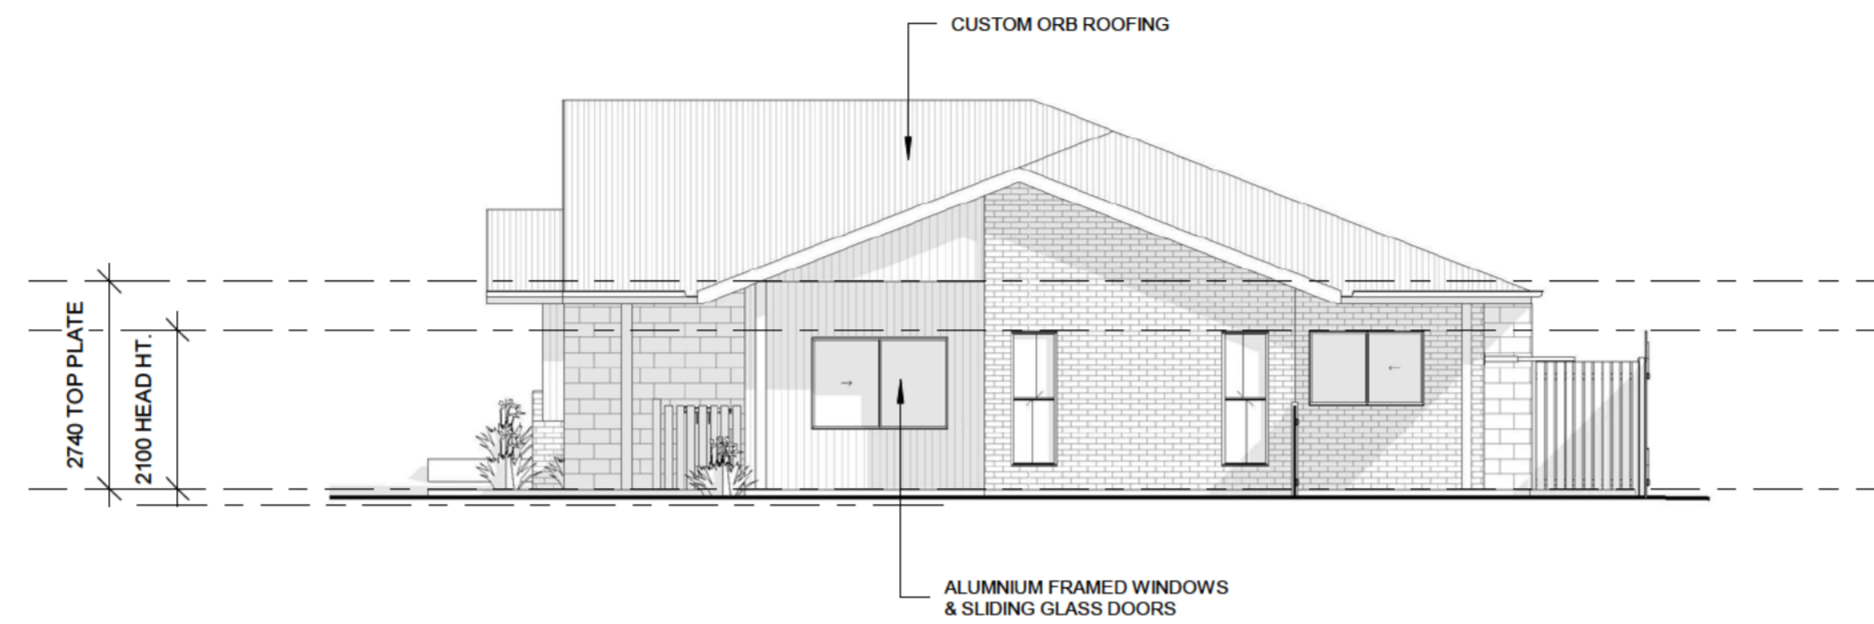 CUSTOM ORB ROOFING
2740 TOP PLATE
2100 HEAD HT.
ALUMNIUM FRAMED WINDOWS
& SLIDING GLASS DOORS